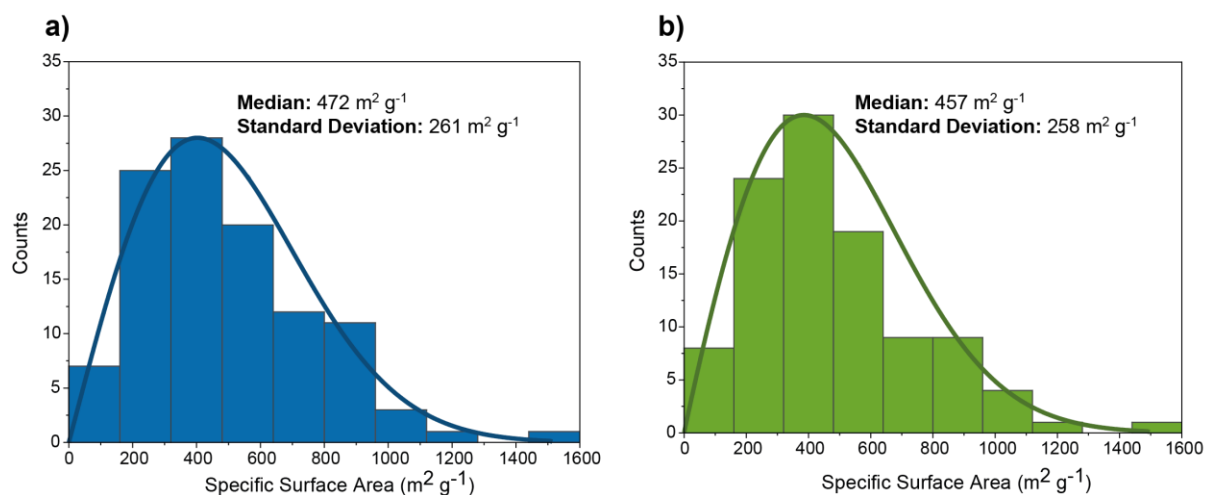 a)
35
30
25
20
15
10
5
0
Counts
Median: 472 m² g⁻¹
Standard Deviation: 261 m² g⁻¹
0 200 400 600 800 1000 1200 1400 1600
Specific Surface Area (m² g⁻¹)
b)
35
30
25
20
15
10
5
0
Counts
Median: 457 m² g⁻¹
Standard Deviation: 258 m² g⁻¹
0 200 400 600 800 1000 1200 1400 1600
Specific Surface Area (m² g⁻¹)